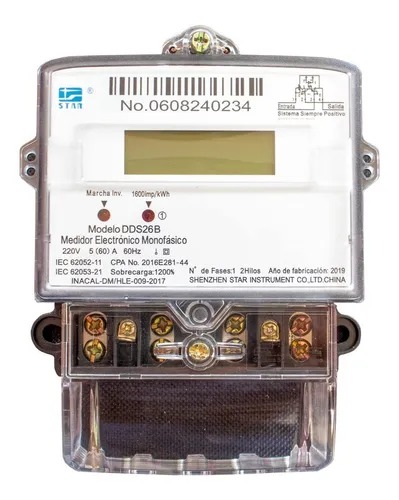 STAR ®
No.0608240234
Entrada Salida
Sistema Siempre Positivo
Marcha Inv. 1600imp/kWh
①
Modelo DDS26B
Medidor Electrónico Monofásico
220V 5 (60) A 60Hz
IEC 62052-11 CPA No. 2016E281-44
IEC 62053-21 Sobrecarga:1200% N° de Fases:1 2Hilos Año de fabricación: 2019
INACAL-DM/HLE-009-2017 SHENZHEN STAR INSTRUMENT CO.,LTD.CHINA